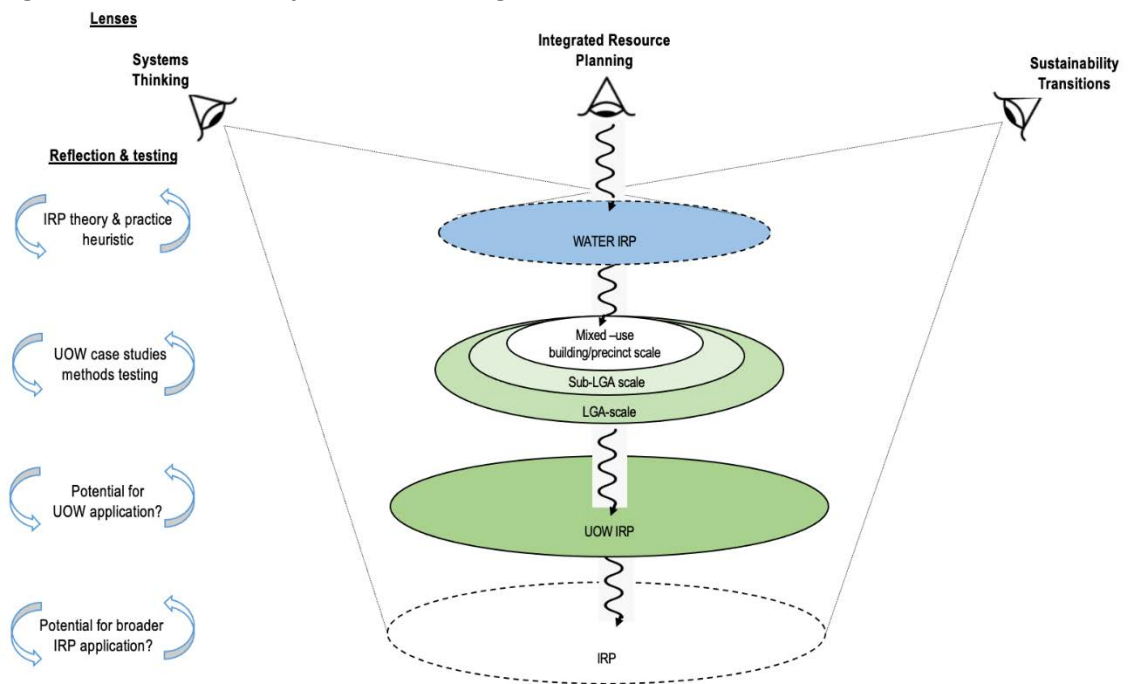 Lenses
Systems
Thinking
Integrated Resource
Planning
Sustainability
Transitions
Reflection & testing
IRP theory & practice
heuristic
WATER IRP
UOW case studies
methods testing
Mixed –use
building/precinct scale
Sub-LGA scale
LGA-scale
Potential for
UOW application?
UOW IRP
Potential for broader
IRP application?
IRP